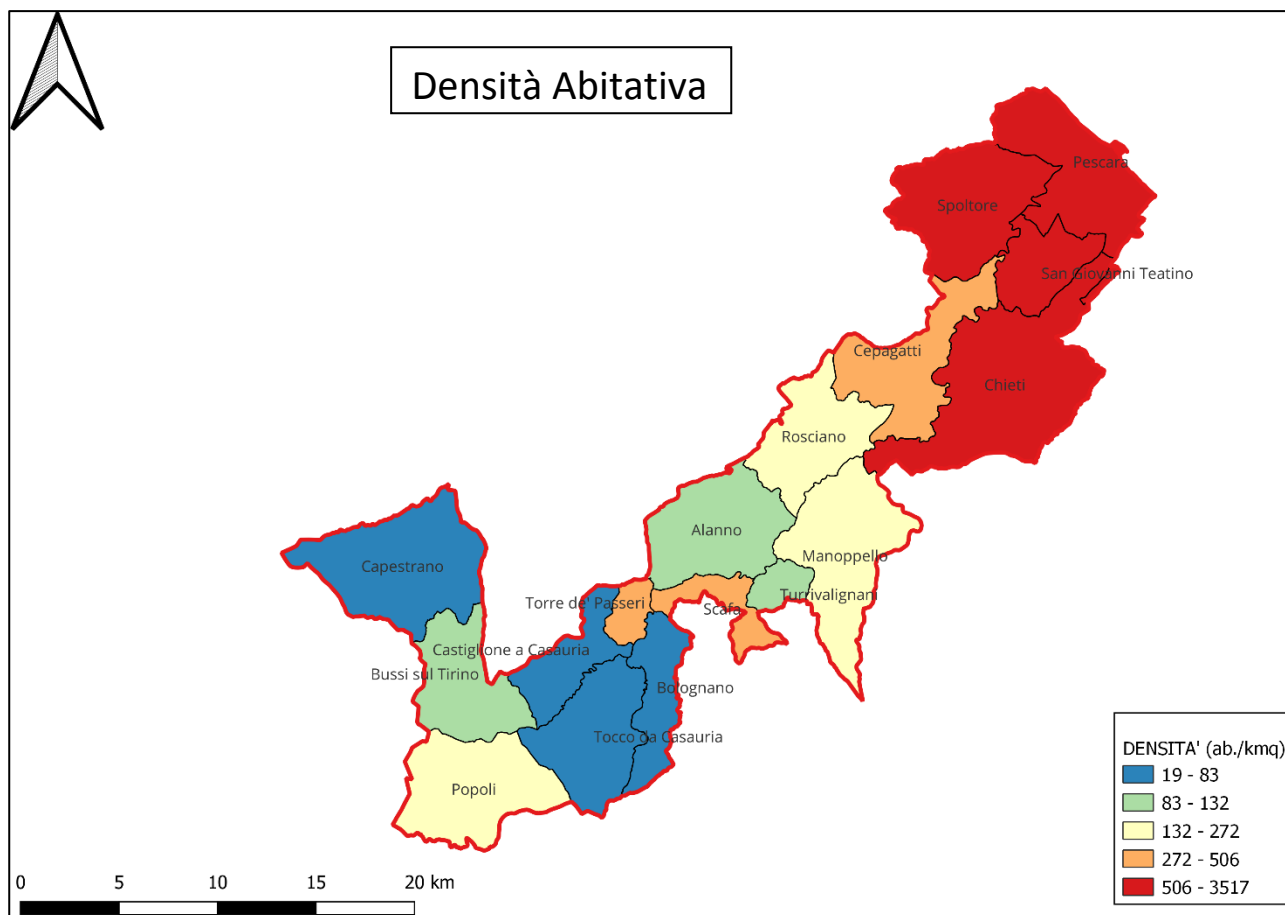 Densità Abitativa
Pescara
Spoltore
San Giovanni Teatino
Cepagatti
Chieti
Rosciano
Alanno
Manoppello
Capestrano
Turrivalignani
Torre de' Passeri
Scafa
Castiglione a Casauria
Bussi sul Tirino
Bolognano
Tocco da Casauria
Popoli
DENSITA' (ab./kmq)
19 - 83
83 - 132
132 - 272
272 - 506
506 - 3517
0 5 10 15 20 km